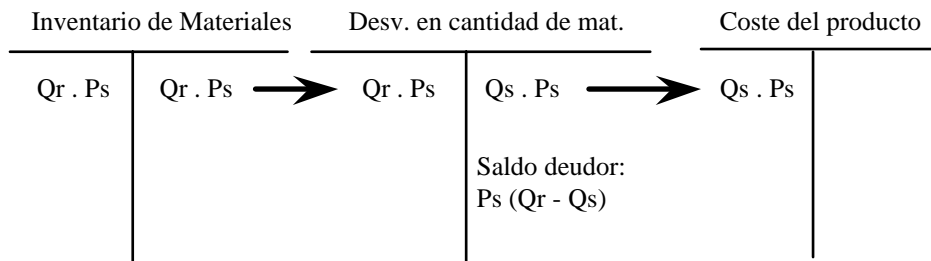 Inventario de Materiales Desv. en cantidad de mat. Coste del producto
Qr . Ps Qr . Ps Qr . Ps Qs . Ps Qs . Ps
Saldo deudor:
Ps (Qr - Qs)